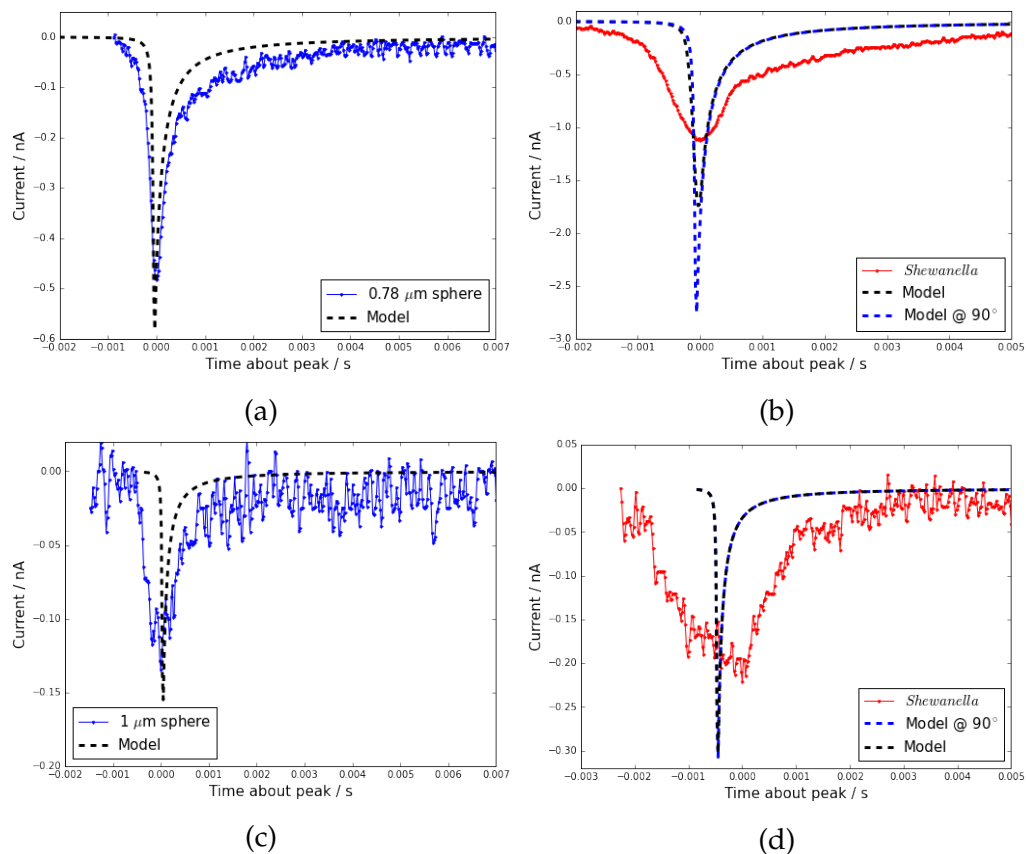 0.0
−0.1
−0.2
−0.3
−0.4
−0.5
−0.6
Current / nA
−0.002 −0.001 0.000 0.001 0.002 0.003 0.004 0.005 0.006 0.007
Time about peak / s
0.78 μm sphere
Model
(a)
0.0
−0.5
−1.0
−1.5
−2.0
−2.5
−3.0
Current / nA
−0.002 −0.001 0.000 0.001 0.002 0.003 0.004 0.005
Time about peak / s
Shewanella
Model
Model @ 90°
(b)
0.00
−0.05
−0.10
−0.15
−0.20
Current / nA
−0.002 −0.001 0.000 0.001 0.002 0.003 0.004 0.005 0.006 0.007
Time about peak / s
1 μm sphere
Model
(c)
0.05
0.00
−0.05
−0.10
−0.15
−0.20
−0.25
−0.30
Current / nA
−0.003 −0.002 −0.001 0.000 0.001 0.002 0.003 0.004 0.005
Time about peak / s
Shewanella
Model @ 90°
Model
(d)